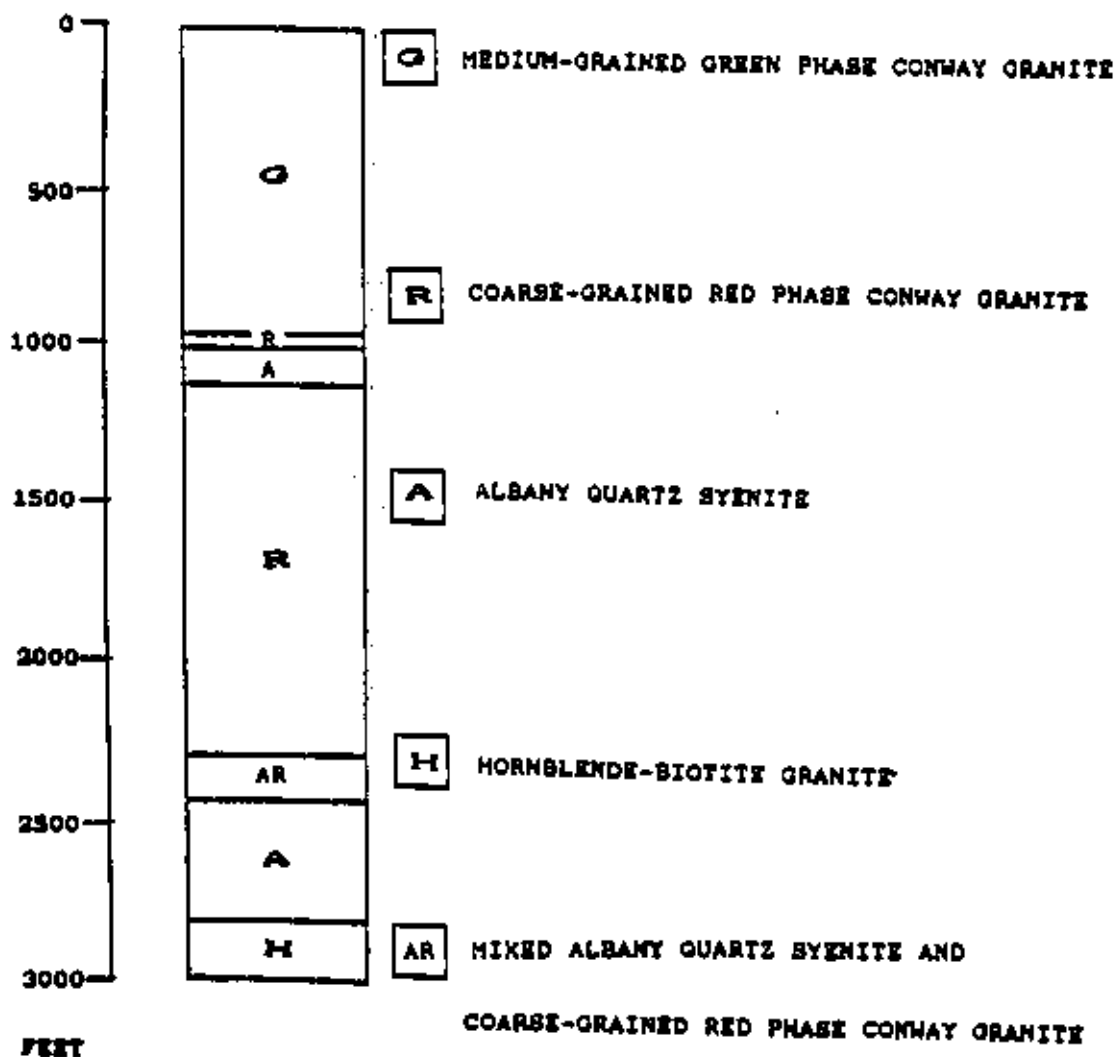 0
G MEDIUM-GRAINED GREEN PHASE CONWAY GRANITE
G
500
R COARSE-GRAINED RED PHASE CONWAY GRANITE
R
1000
A
A ALBANY QUARTZ SYENITE
1500
R
2000
H HORNBLENDE-BIOTITE GRANITE
AR
2500
A
H
AR MIXED ALBANY QUARTZ SYENITE AND
3000
COARSE-GRAINED RED PHASE CONWAY GRANITE
FEET